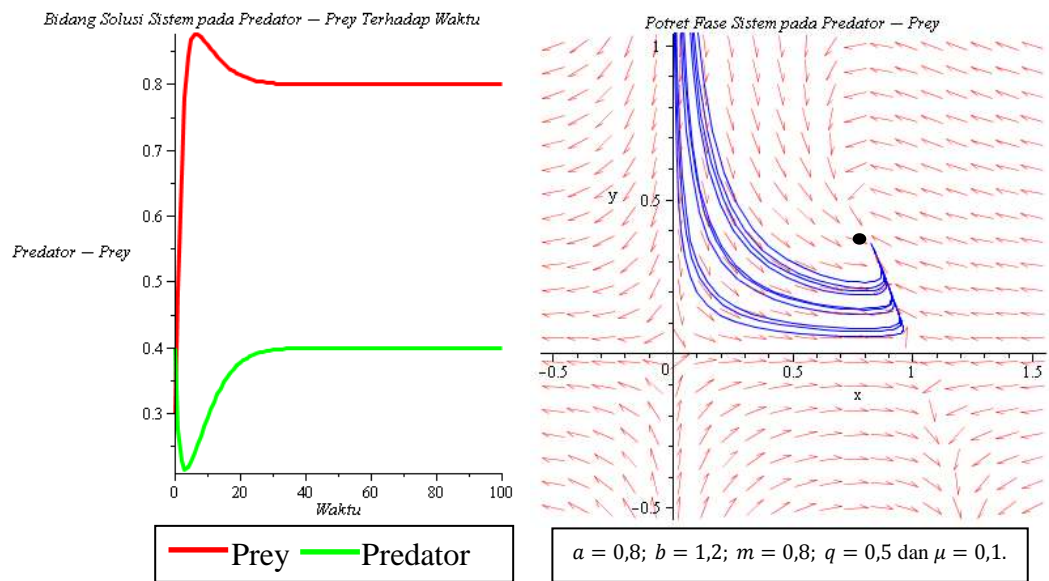 Bidang Solusi Sistem pada Predator – Prey Terhadap Waktu
0.8
0.7
0.6
Predator – Prey
0.5
0.4
0.3
0 20 40 60 80 100
Waktu
Prey Predator
Potret Fase Sistem pada Predator – Prey
1
y 0.5
-0.5 0 0.5 1 1.5
x
-0.5
a = 0,8; b = 1,2; m = 0,8; q = 0,5 dan μ = 0,1.